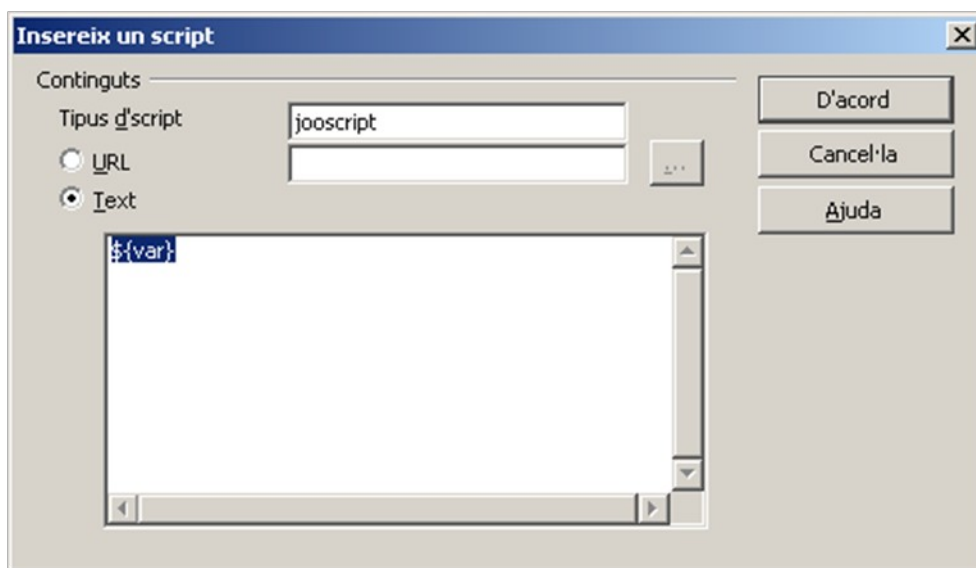 Insereix un script
Continguts
Tipus d'script
jooscript
URL
...
Text
${var}
D'acord
Cancel·la
Ajuda